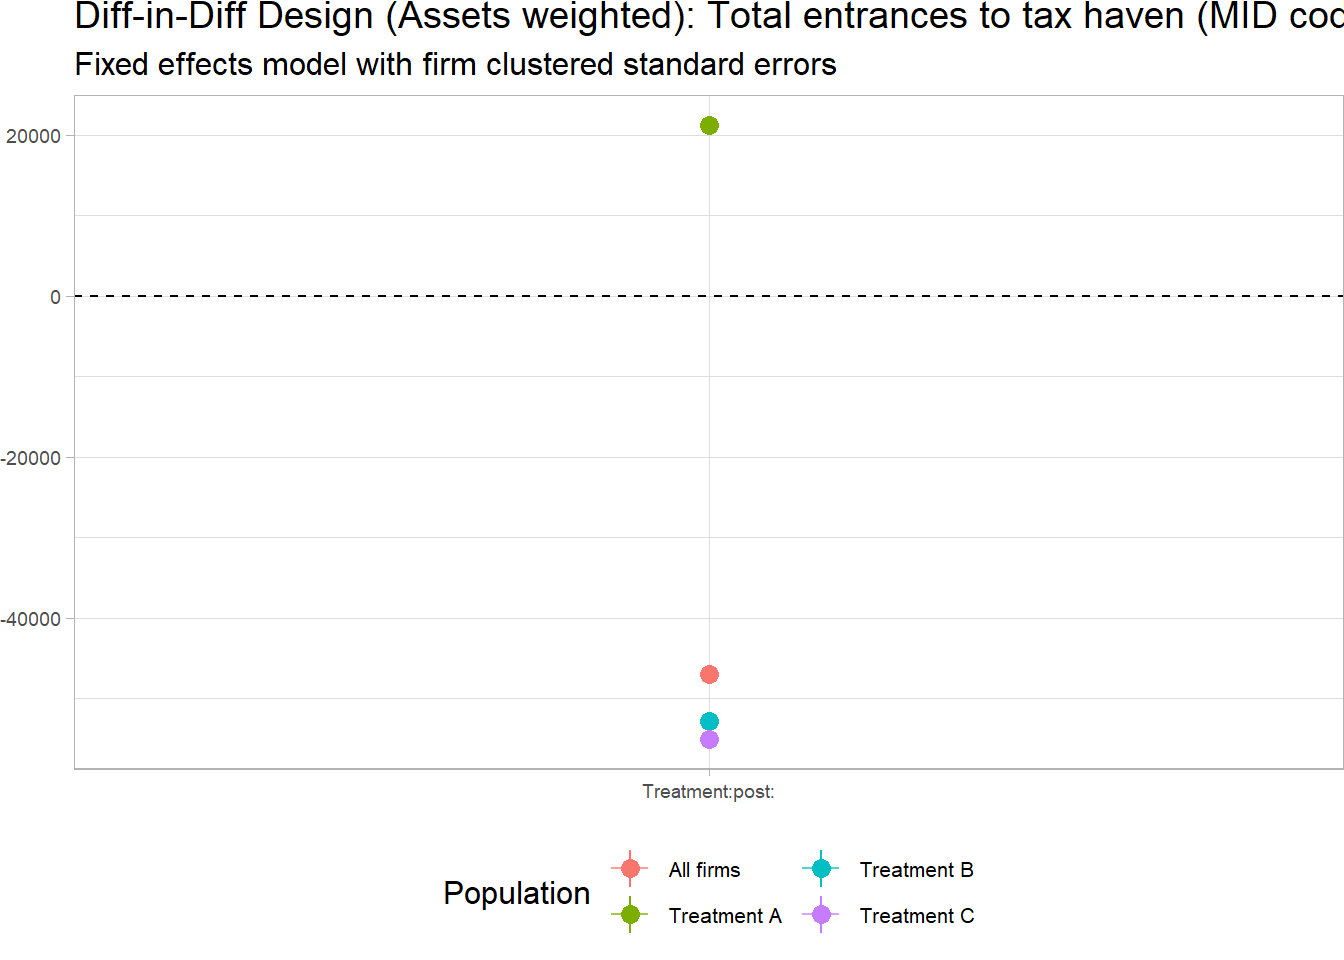 Diff-in-Diff Design (Assets weighted): Total entrances to tax haven (MID
Fixed effects model with firm clustered standard errors
20000
0
-20000
-40000
Treatment:post:
Population
All firms
Treatment B
Treatment A
Treatment C